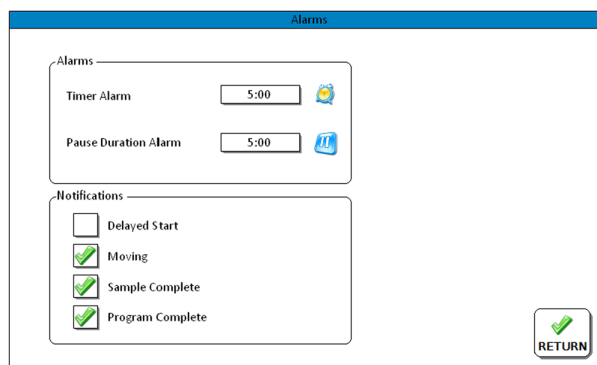 Alarms
Alarms
Timer Alarm 5:00
Pause Duration Alarm 5:00
Notifications
Delayed Start
Moving
Sample Complete
Program Complete
RETURN